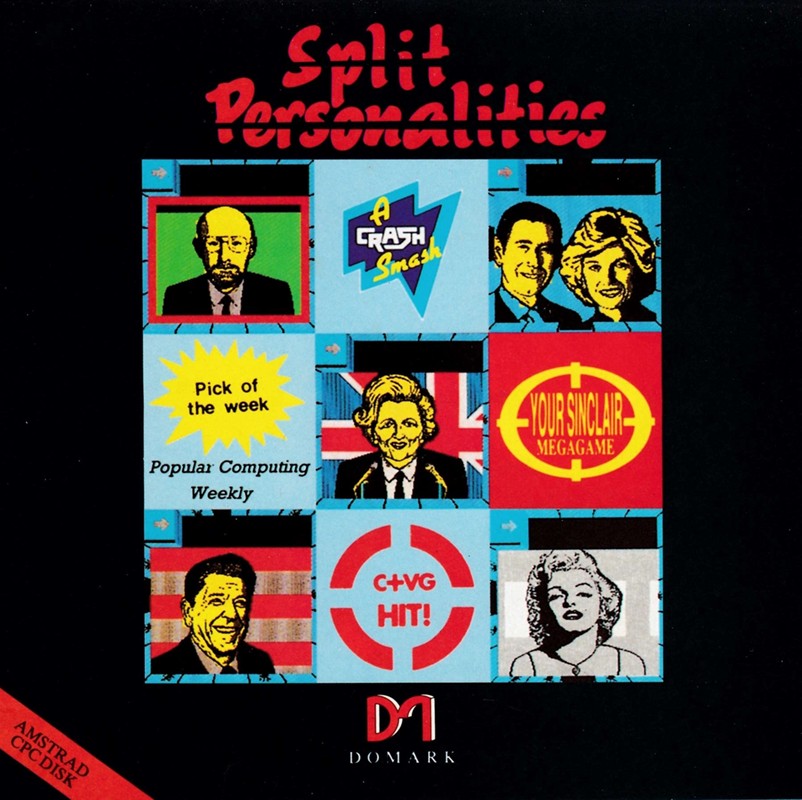 Split
Personalities
A
CRASH
Smash
Pick of
the week
Popular Computing
Weekly
YOUR SINCLAIR
MEGAGAME
C+VG
HIT!
DOMARK
AMSTRAD
CPC DISK